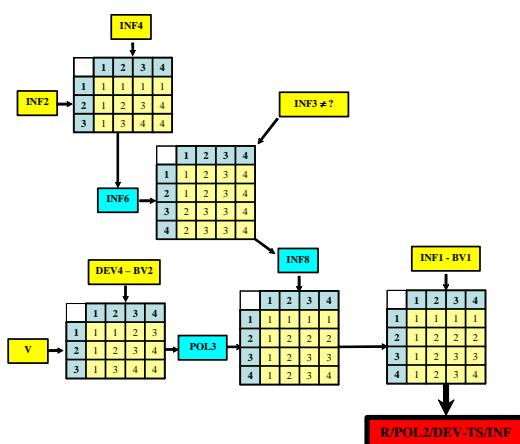 INF4
1 2 3 4
1 1 1 1 1
INF2
2 1 2 3 4
3 1 4 4 4
INF3 ≠ ?
1 2 3 4
1 1 2 3 4
INF6
2 1 2 3 4
3 2 3 3 4
4 2 3 3 4
DEV4 – BV2
INF8
INF1 - BV1
1 2 3 4
1 1 1 2 3
V
2 1 2 3 4
3 1 3 4 4
POL3
1 2 3 4
1 1 1 1 1
2 1 2 2 2
3 1 2 3 3
4 1 2 3 4
1 2 3 4
1 1 1 1 1
2 1 2 2 2
3 1 2 3 3
4 1 2 3 4
R/POL2/DEV-TS/INF